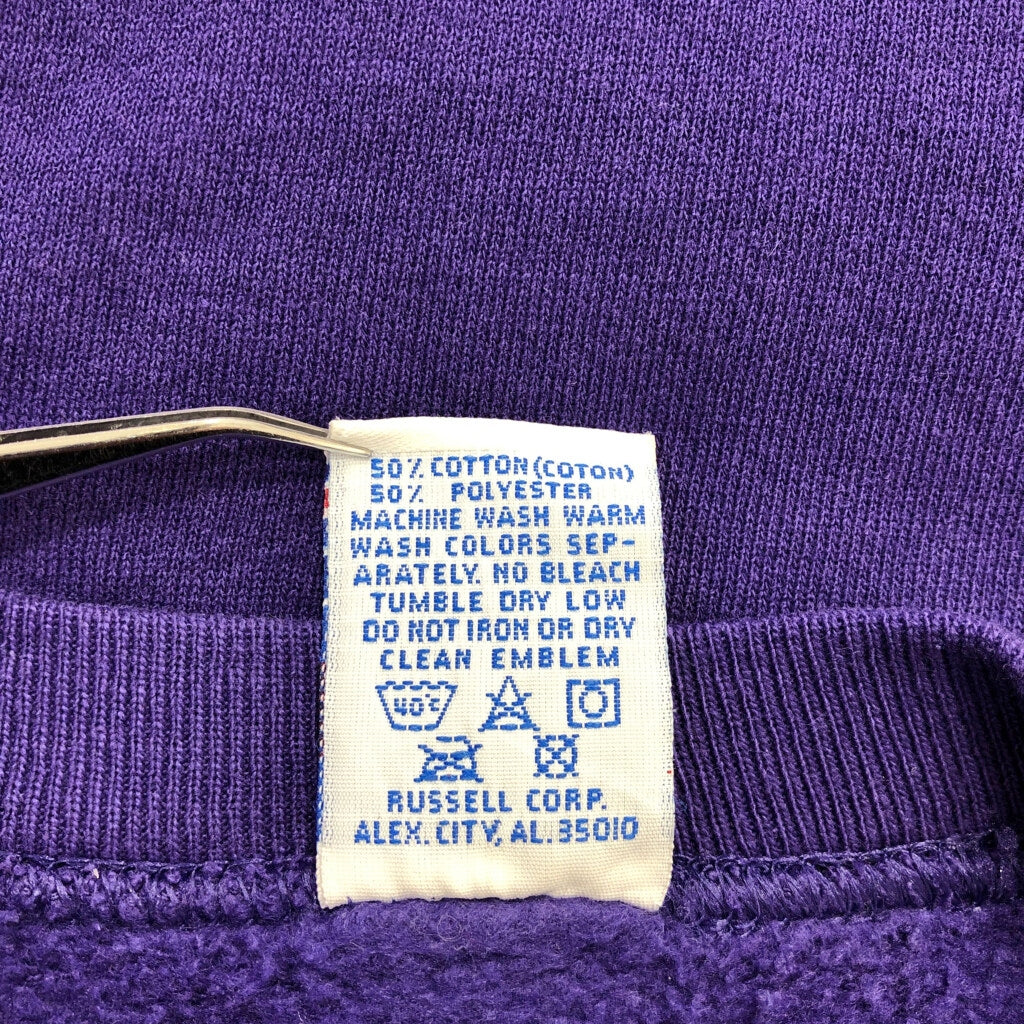 50% COTTON (COTON)
50% POLYESTER
MACHINE WASH WARM
WASH COLORS SEP-
ARATELY. NO BLEACH
TUMBLE DRY LOW
DO NOT IRON OR DRY
CLEAN EMBLEM
40°C
RUSSELL CORP.
ALEX. CITY, AL. 35010